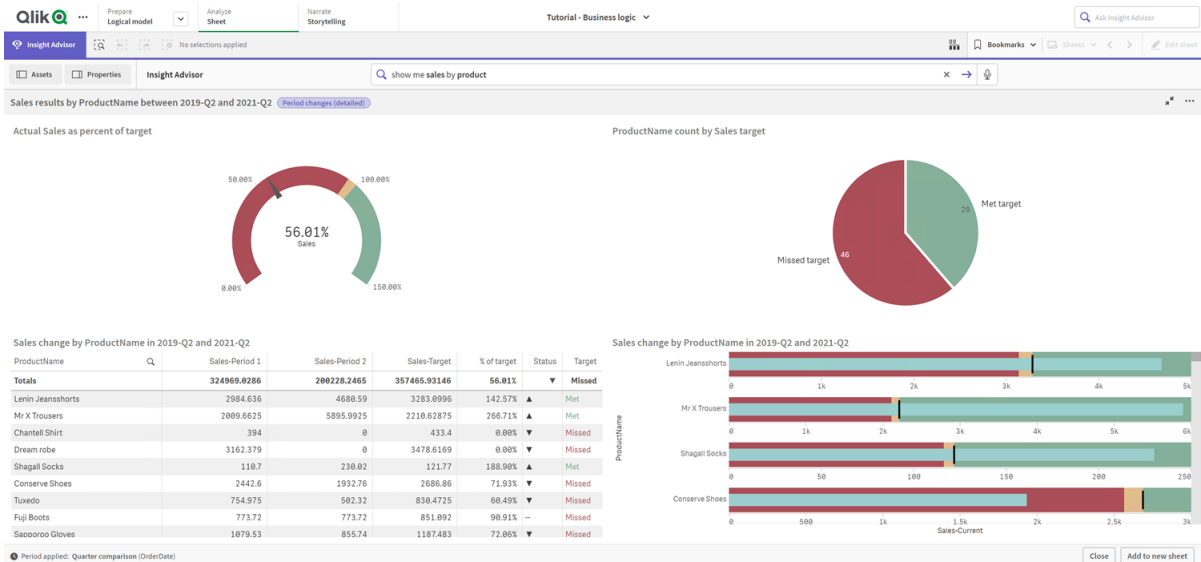 Qlik
Prepare
Logical model
Analyze
Sheet
Narrate
Storytelling
Tutorial - Business logic
Ask Insight Advisor
Insight Advisor
No selections applied
Bookmarks
Sheets
Edit sheet
Assets
Properties
Insight Advisor
show me sales by product
Sales results by ProductName between 2019-Q2 and 2021-Q2 Period changes (detailed)
Actual Sales as percent of target
0.00%
50.00%
100.00%
150.00%
56.01%
Sales
ProductName count by Sales target
Met target
29
Missed target
46
Sales change by ProductName in 2019-Q2 and 2021-Q2
ProductName Sales-Period 1 Sales-Period 2 Sales-Target % of target Status Target
Totals 324969.0286 200228.2465 357465.93146 56.01% ▼ Missed
Lenin Jeansshorts 2984.636 4680.59 3283.0996 142.57% ▲ Met
Mr X Trousers 2009.6625 5895.9925 2210.62875 266.71% ▲ Met
Chantell Shirt 394 0 433.4 0.00% ▼ Missed
Dream robe 3162.379 0 3478.6169 0.00% ▼ Missed
Shagall Socks 110.7 230.02 121.77 188.90% ▲ Met
Conserve Shoes 2442.6 1932.76 2686.86 71.93% ▼ Missed
Tuxedo 754.975 502.32 830.4725 60.49% ▼ Missed
Fuji Boots 773.72 773.72 851.092 90.91% -- Missed
Sapporoo Gloves 1079.53 855.74 1187.483 72.06% ▼ Missed
Sales change by ProductName in 2019-Q2 and 2021-Q2
ProductName
Lenin Jeansshorts
0 1k 2k 3k 4k 5k
Mr X Trousers
0 1k 2k 3k 4k 5k 6k
Shagall Socks
0 50 100 150 200 250
Conserve Shoes
0 500 1k 1.5k 2k 2.5k 3k
Sales-Current
Period applied: Quarter comparison (OrderDate)
Close
Add to new sheet